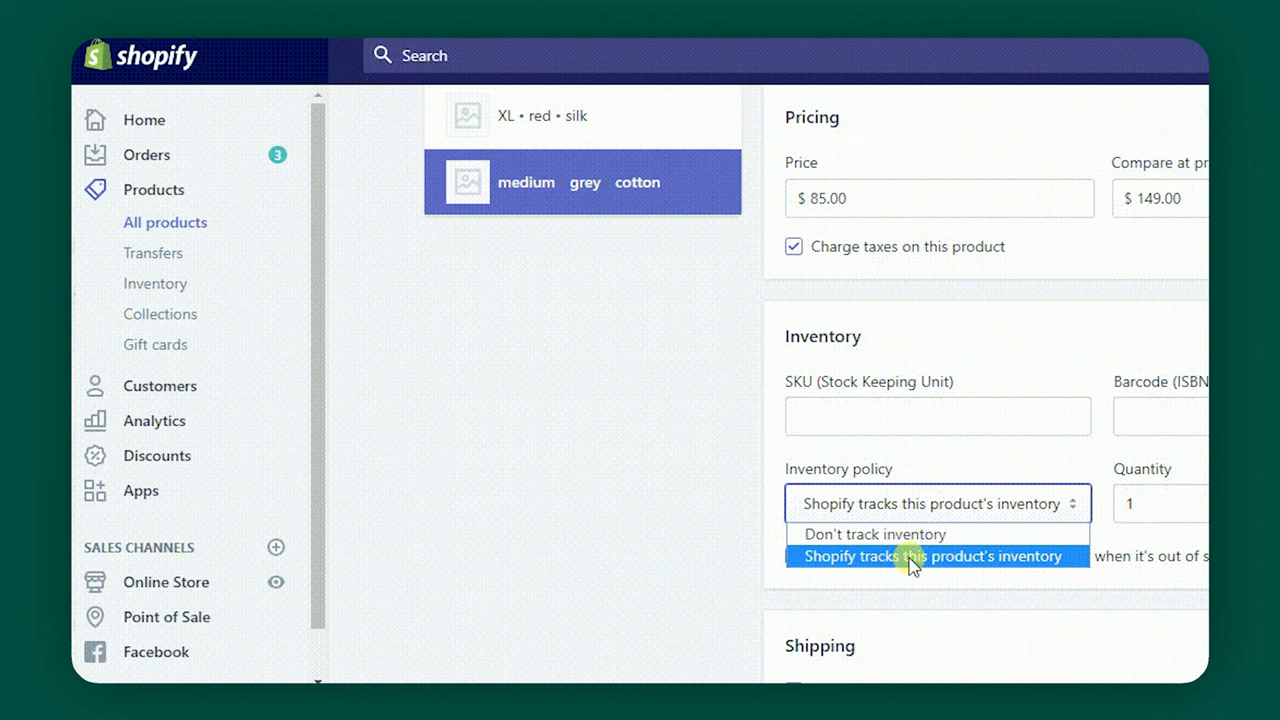 shopify
Search
Home
Orders 3
Products
All products
Transfers
Inventory
Collections
Gift cards
Customers
Analytics
Discounts
Apps
SALES CHANNELS
Online Store
Point of Sale
Facebook
XL • red • silk
medium grey cotton
Pricing
Price Compare at pr
$ 85.00 $ 149.00
Charge taxes on this product
Inventory
SKU (Stock Keeping Unit) Barcode (ISBN
Inventory policy Quantity
Shopify tracks this product's inventory 1
Don't track inventory
Shopify tracks this product's inventory when it's out of s
Shipping